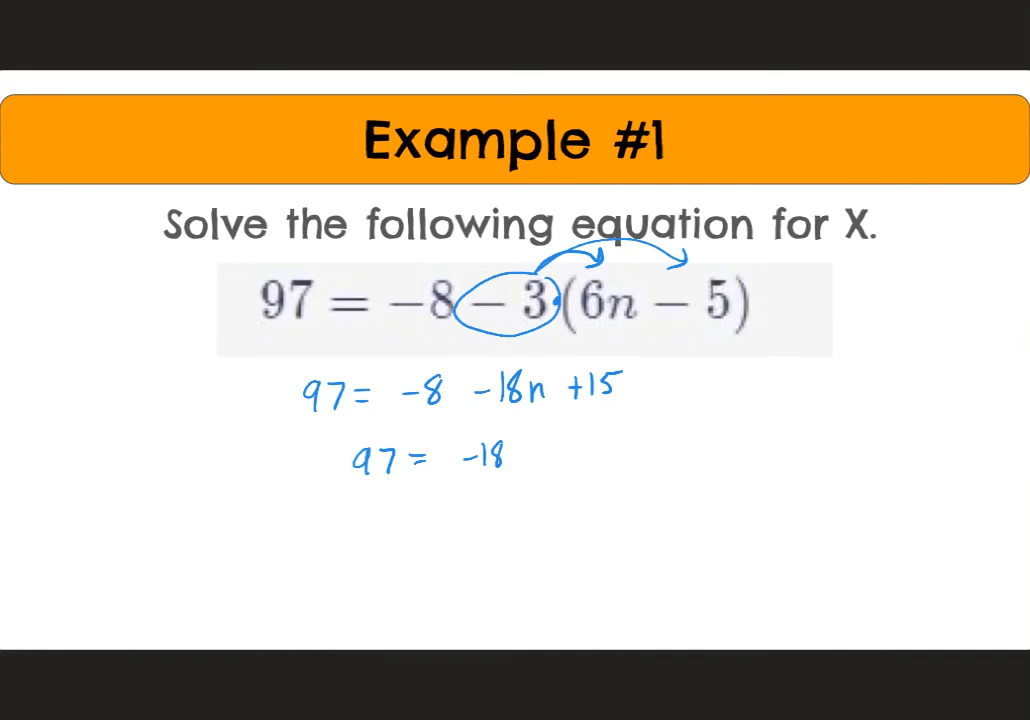 Example #1
Solve the following equation for X.
97 = −8 − 3(6n − 5)
97 = -8 -18n +15
97 = -18